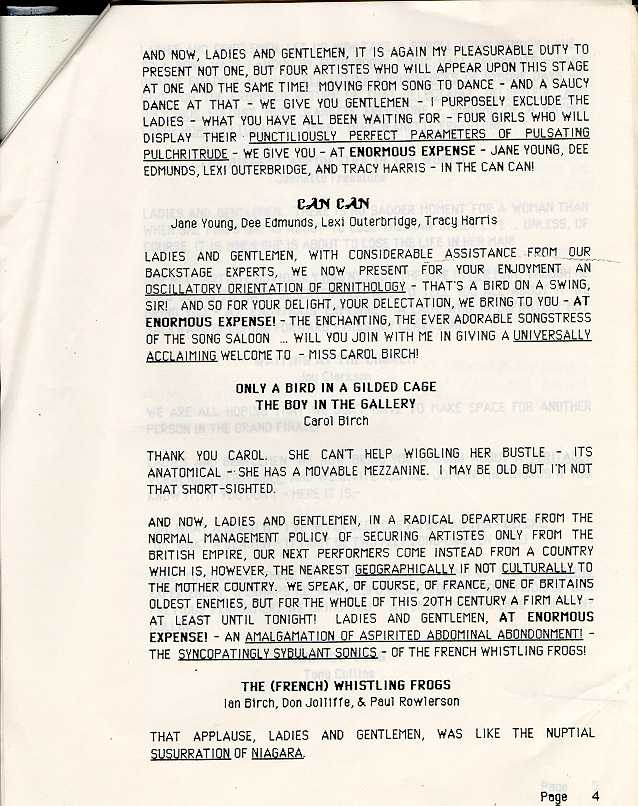 AND NOW, LADIES AND GENTLEMEN, IT IS AGAIN MY PLEASURABLE DUTY TO
PRESENT NOT ONE, BUT FOUR ARTISTES WHO WILL APPEAR UPON THIS STAGE
AT ONE AND THE SAME TIME! MOVING FROM SONG TO DANCE - AND A SAUCY
DANCE AT THAT - WE GIVE YOU GENTLEMEN - I PURPOSELY EXCLUDE THE
LADIES - WHAT YOU HAVE ALL BEEN WAITING FOR - FOUR GIRLS WHO WILL
DISPLAY THEIR PUNCTILIOUSLY PERFECT PARAMETERS OF PULSATING
PULCHRITRUDE - WE GIVE YOU - AT ENORMOUS EXPENSE - JANE YOUNG, DEE
EDMUNDS, LEXI OUTERBRIDGE, AND TRACY HARRIS - IN THE CAN CAN!
CAN CAN
Jane Young, Dee Edmunds, Lexi Outerbridge, Tracy Harris
LADIES AND GENTLEMEN, WITH CONSIDERABLE ASSISTANCE FROM OUR
BACKSTAGE EXPERTS, WE NOW PRESENT FOR YOUR ENJOYMENT AN
OSCILLATORY ORIENTATION OF ORNITHOLOGY - THAT'S A BIRD ON A SWING,
SIR! AND SO FOR YOUR DELIGHT, YOUR DELECTATION, WE BRING TO YOU - AT
ENORMOUS EXPENSE! - THE ENCHANTING, THE EVER ADORABLE SONGSTRESS
OF THE SONG SALOON ... WILL YOU JOIN WITH ME IN GIVING A UNIVERSALLY
ACCLAIMING WELCOME TO - MISS CAROL BIRCH!
ONLY A BIRD IN A GILDED CAGE
THE BOY IN THE GALLERY
Carol Birch
THANK YOU CAROL. SHE CAN'T HELP WIGGLING HER BUSTLE - ITS
ANATOMICAL - SHE HAS A MOVABLE MEZZANINE. I MAY BE OLD BUT I'M NOT
THAT SHORT-SIGHTED.
AND NOW, LADIES AND GENTLEMEN, IN A RADICAL DEPARTURE FROM THE
NORMAL MANAGEMENT POLICY OF SECURING ARTISTES ONLY FROM THE
BRITISH EMPIRE, OUR NEXT PERFORMERS COME INSTEAD FROM A COUNTRY
WHICH IS, HOWEVER, THE NEAREST GEOGRAPHICALLY IF NOT CULTURALLY TO
THE MOTHER COUNTRY. WE SPEAK, OF COURSE, OF FRANCE, ONE OF BRITAINS
OLDEST ENEMIES, BUT FOR THE WHOLE OF THIS 20TH CENTURY A FIRM ALLY -
AT LEAST UNTIL TONIGHT! LADIES AND GENTLEMEN, AT ENORMOUS
EXPENSE! - AN AMALGAMATION OF ASPIRITED ABDOMINAL ABONDONMENT! -
THE SYNCOPATINGLY SYBULANT SONICS - OF THE FRENCH WHISTLING FROGS!
THE (FRENCH) WHISTLING FROGS
Ian Birch, Don Jolliffe, & Paul Rowlerson
THAT APPLAUSE, LADIES AND GENTLEMEN, WAS LIKE THE NUPTIAL
SUSURRATION OF NIAGARA.
Page 4